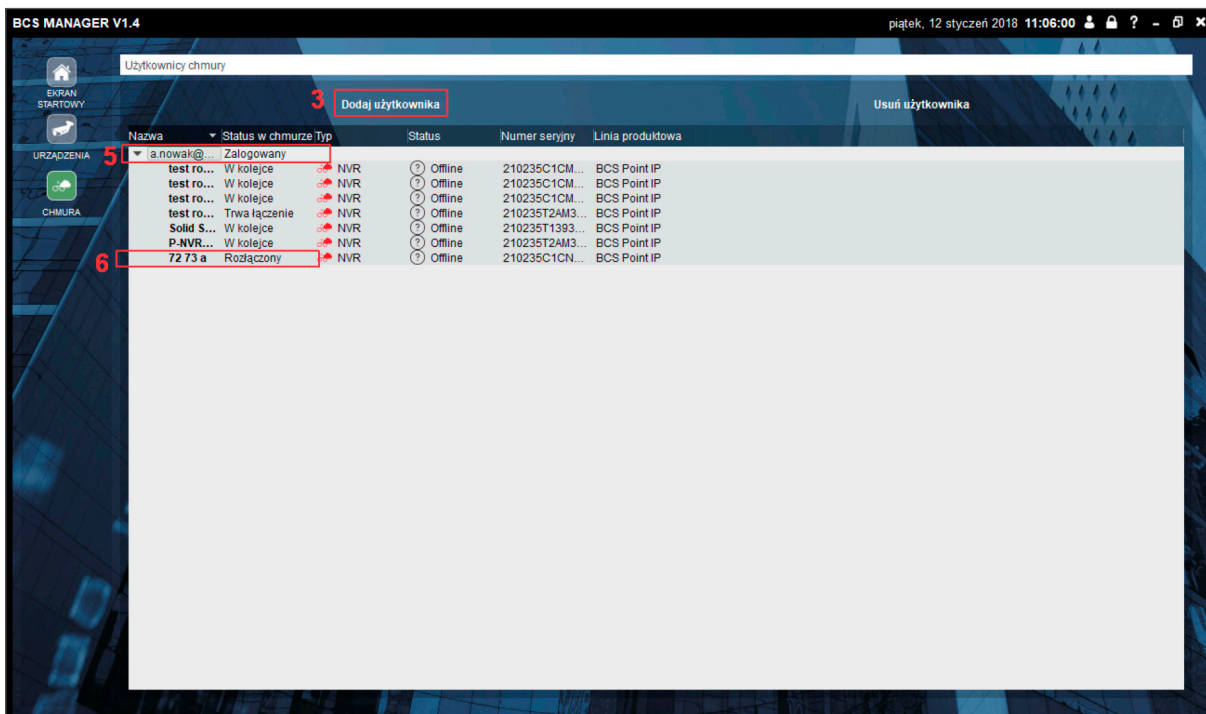 BCS MANAGER V1.4 piątek, 12 styczeń 2018 11:06:00 ?
Użytkownicy chmury
EKRAN
STARTOWY
URZĄDZENIA
CHMURA
3 Dodaj użytkownika Usuń użytkownika
Nazwa Status w chmurze Typ Status Numer seryjny Linia produktowa
5 a.nowak@... Zalogowany
test ro... W kolejce NVR ? Offline 210235C1CM... BCS Point IP
test ro... W kolejce NVR ? Offline 210235C1CM... BCS Point IP
test ro... W kolejce NVR ? Offline 210235C1CM... BCS Point IP
test ro... Trwa łączenie NVR ? Offline 210235T2AM3... BCS Point IP
Solid S... W kolejce NVR ? Offline 210235T1393... BCS Point IP
P-NVR... W kolejce NVR ? Offline 210235T2AM3... BCS Point IP
6 72 73 a Rozłączony NVR ? Offline 210235C1CN... BCS Point IP